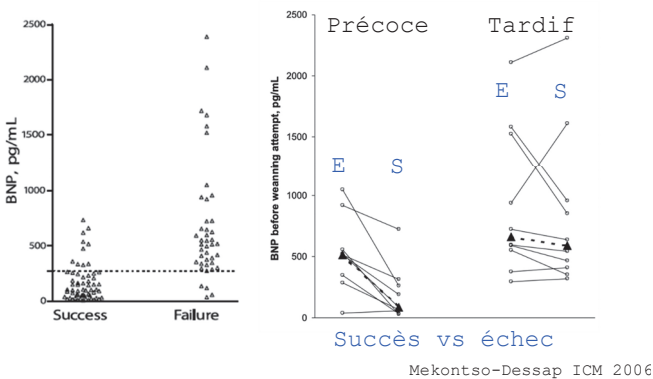 BNP, pg/mL
2500
2000
1500
1000
500
0
Success Failure
BNP before weanning attempt, pg/mL
2500
2000
1500
1000
500
0
Précoce Tardif
E S
E S
Succès vs échec
Mekontso-Dessap ICM 2006